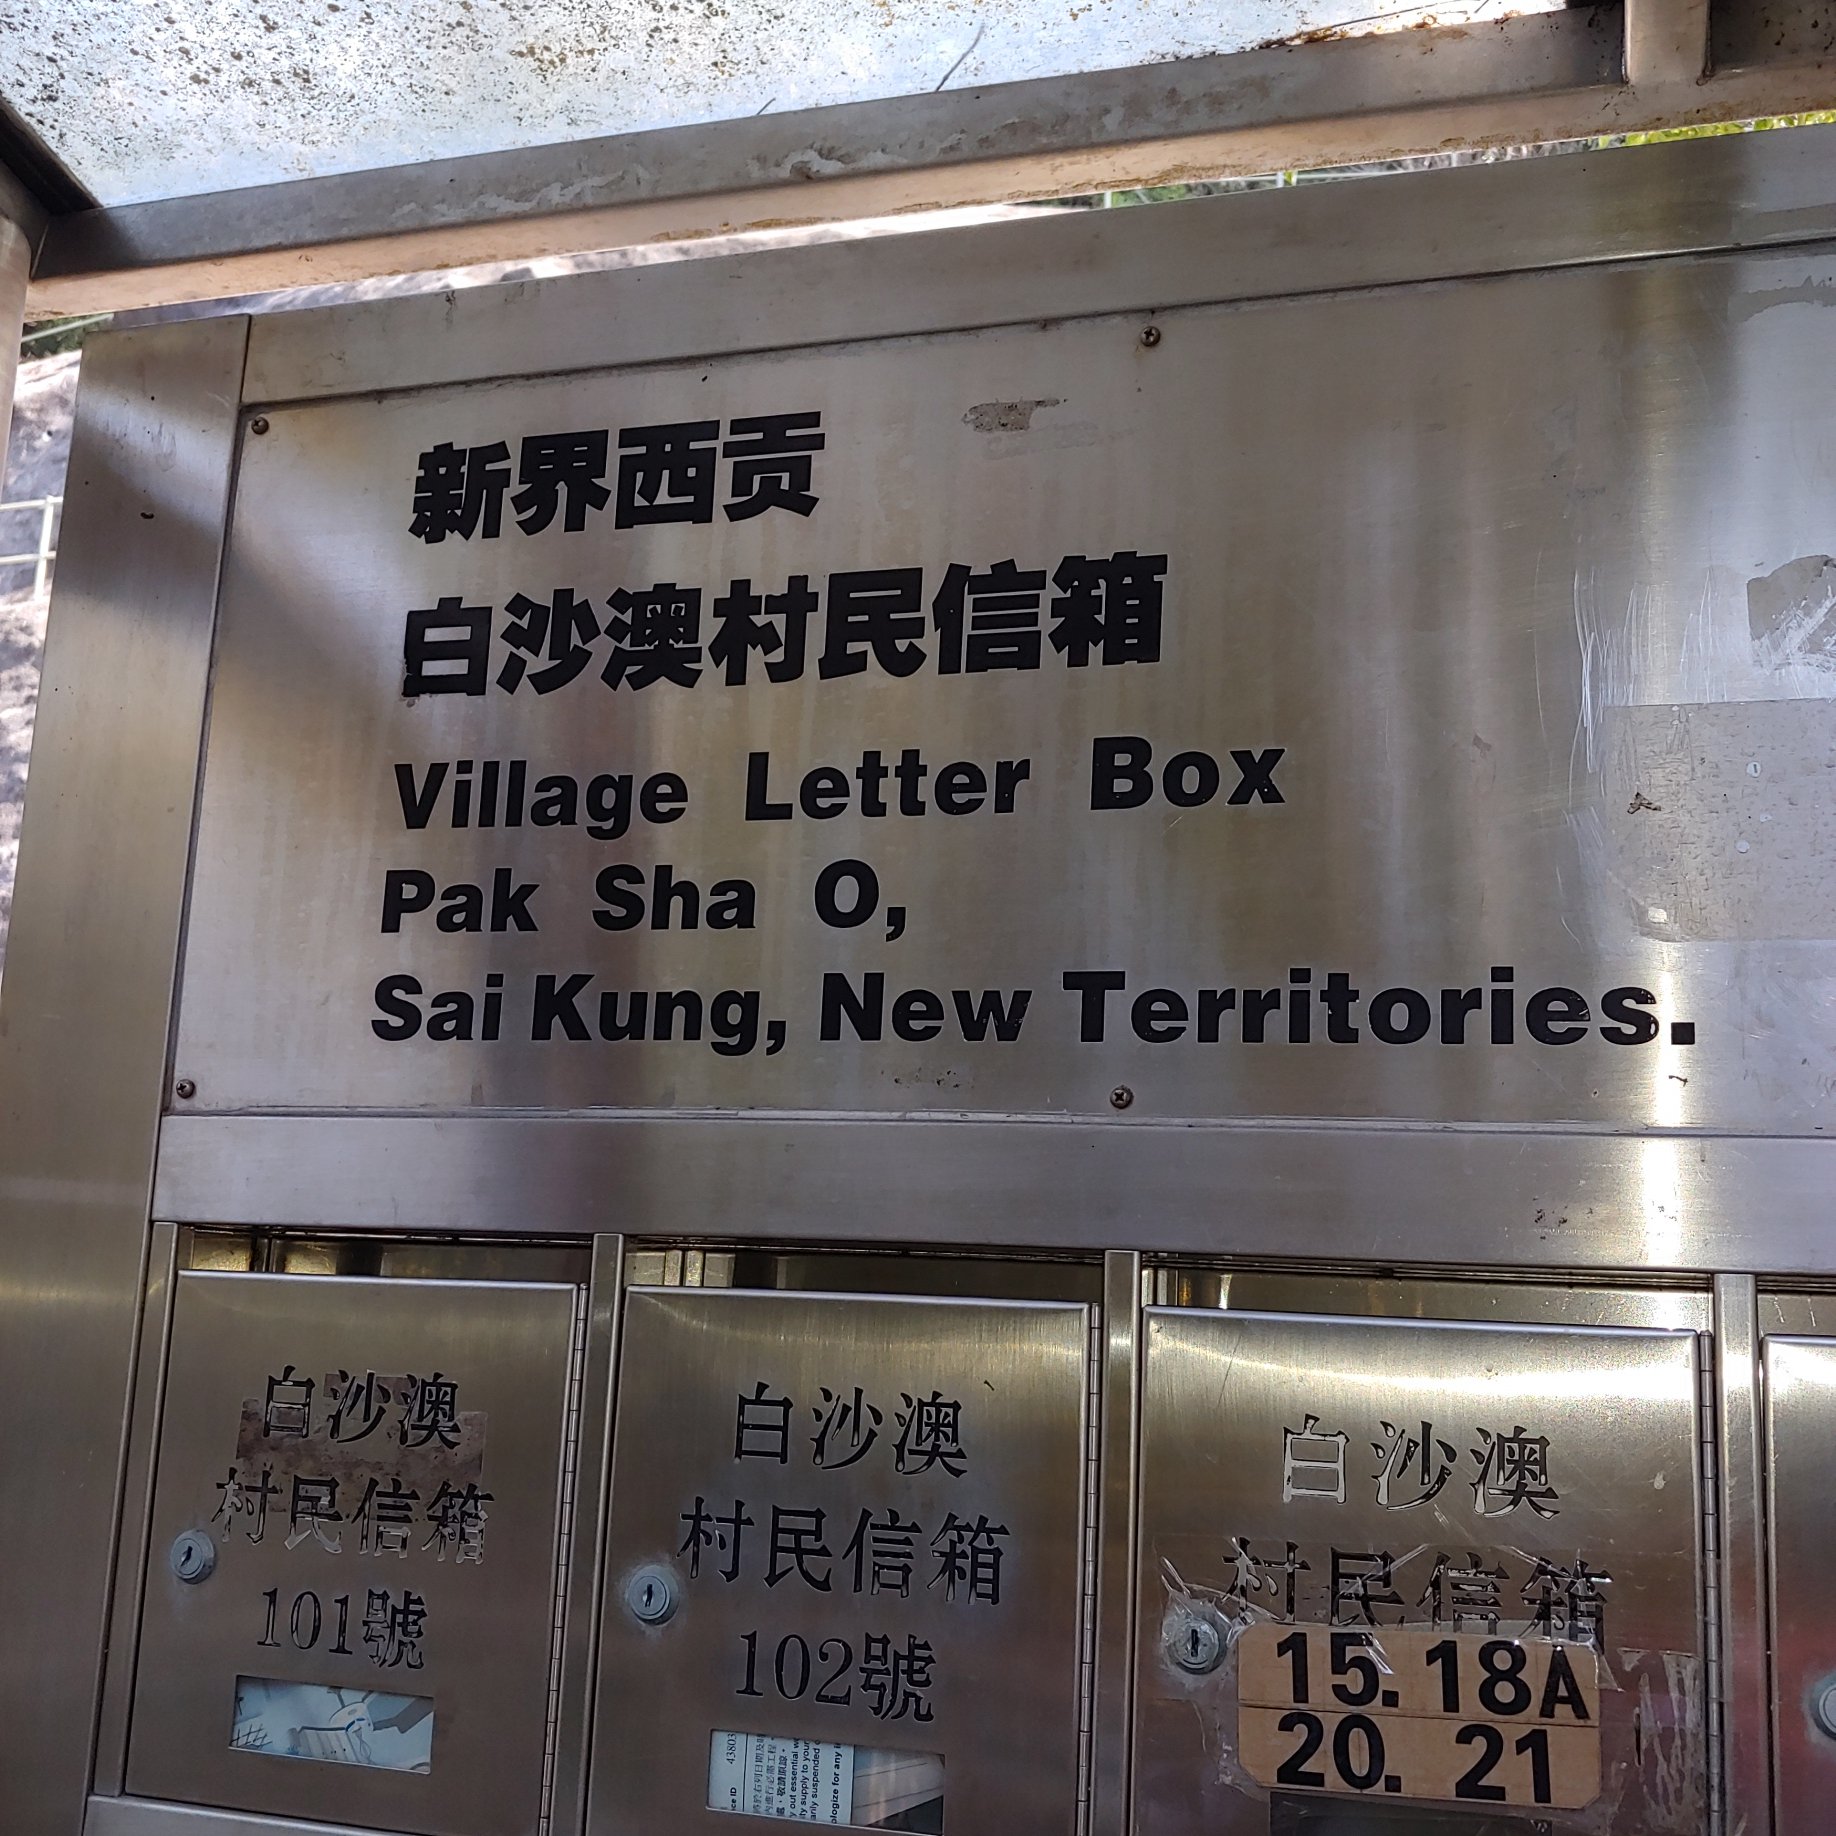 新界西贡
白沙澳村民信箱
Village Letter Box
Pak Sha O,
Sai Kung, New Territories.
白沙澳
村民信箱
101號
白沙澳
村民信箱
102號
43803
白沙澳
村民信箱
15. 18A
20. 21